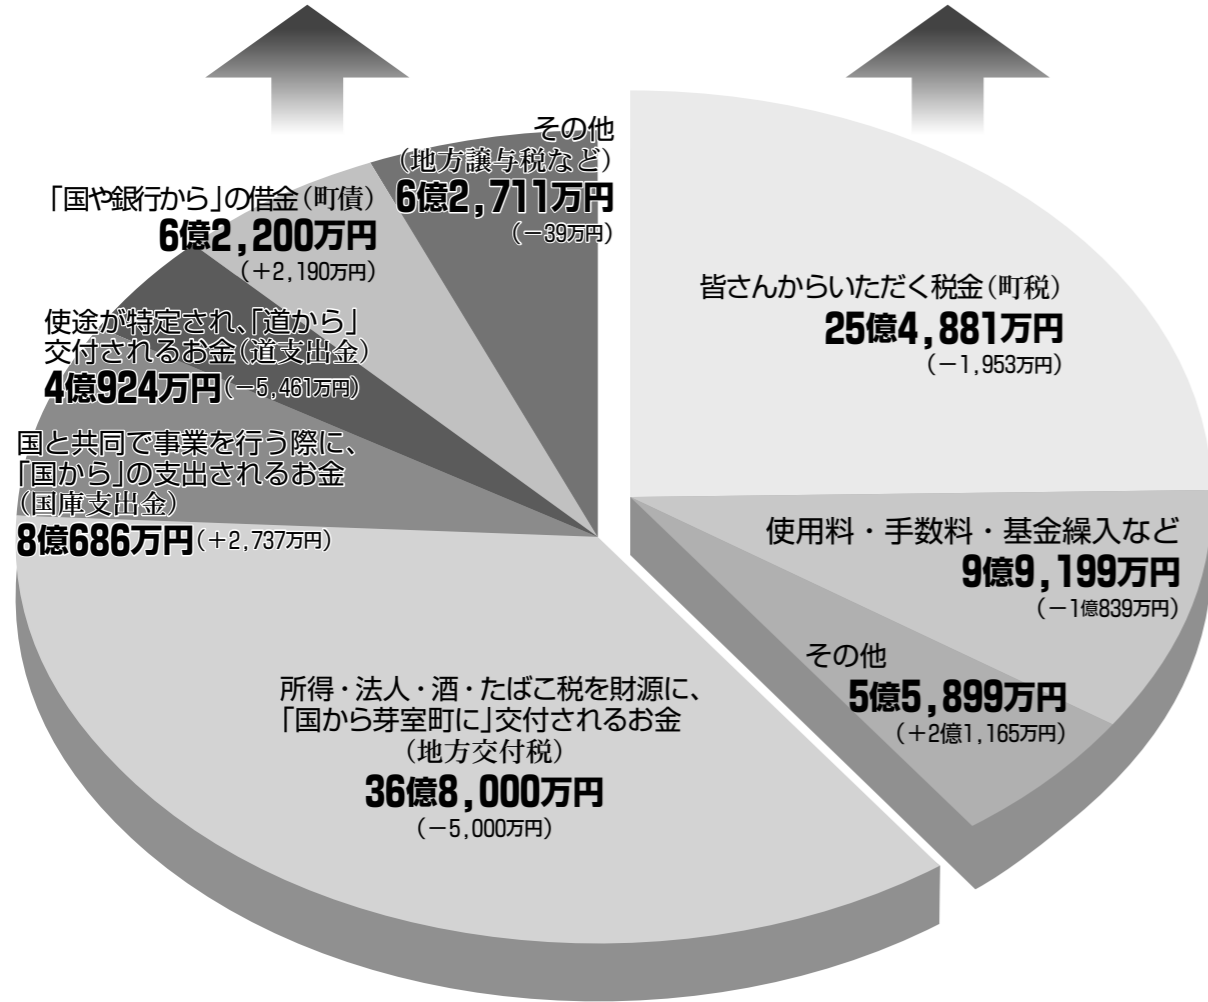 その他
(地方譲与税など)
6億2,711万円
(−39万円)
「国や銀行から」の借金(町債)
6億2,200万円
(+2,190万円)
使途が特定され、「道から」
交付されるお金(道支出金)
4億924万円(−5,461万円)
国と共同で事業を行う際に、
「国から」の支出されるお金
(国庫支出金)
8億686万円(+2,737万円)
所得・法人・酒・たばこ税を財源に、
「国から芽室町に」交付されるお金
(地方交付税)
36億8,000万円
(−5,000万円)
皆さんからいただく税金(町税)
25億4,881万円
(−1,953万円)
使用料・手数料・基金繰入など
9億9,199万円
(−1億839万円)
その他
5億5,899万円
(+2億1,165万円)